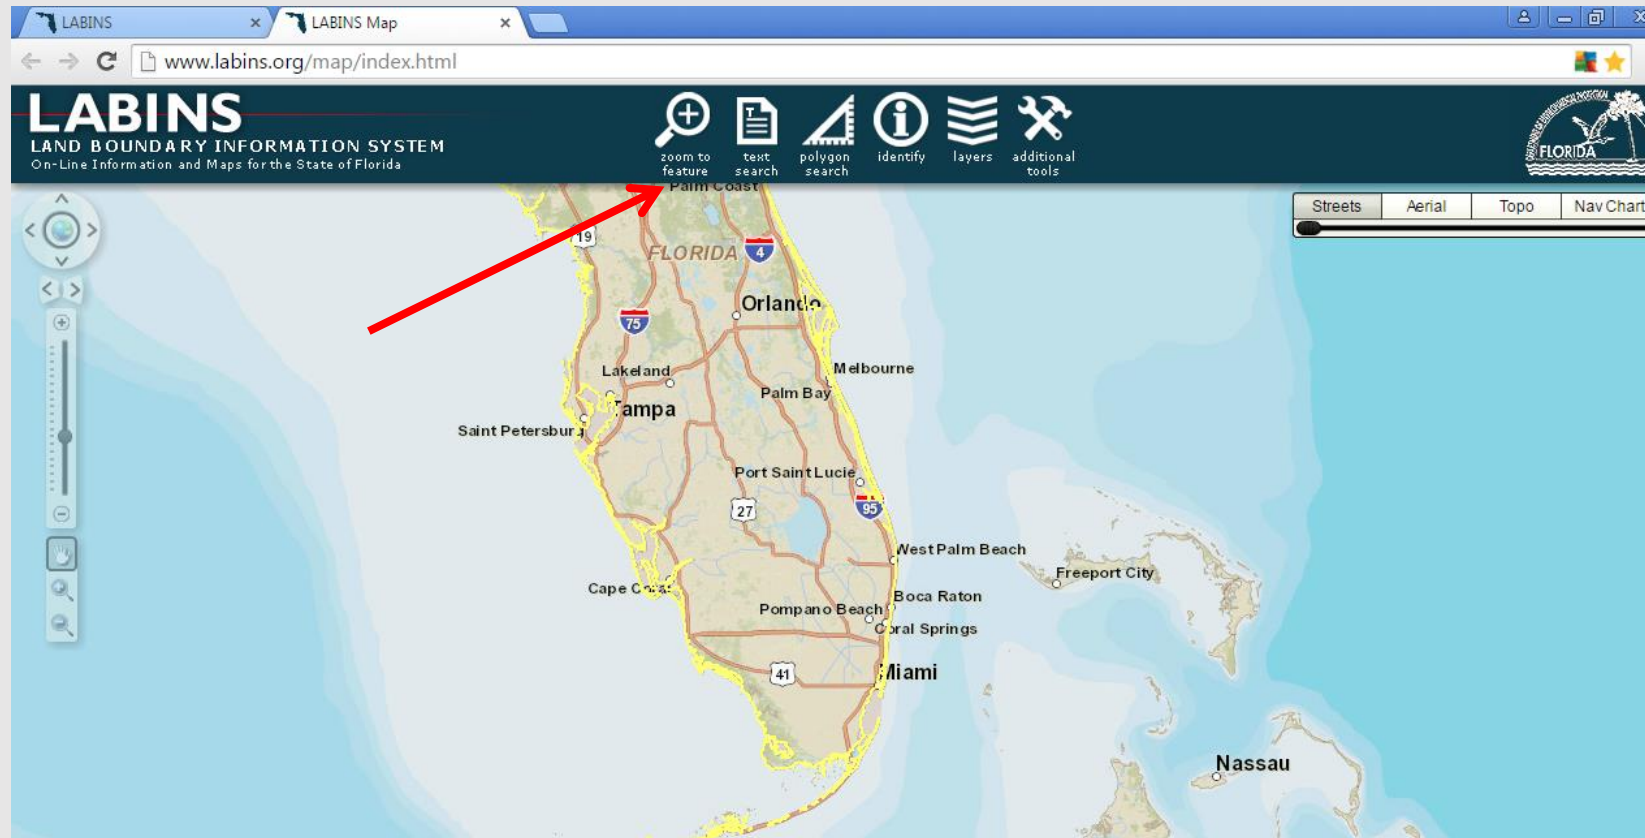 LABINS
LABINS Map
www.labins.org/map/index.html
LABINS
LAND BOUNDARY INFORMATION SYSTEM
On-Line Information and Maps for the State of Florida
zoom to
feature
text
search
polygon
search
identify
layers
additional
tools
FLORIDA
Streets
Aerial
Topo
Nav Chart
Palm Coast
19
FLORIDA
4
Orlando
75
Lakeland
Melbourne
Palm Bay
Tampa
Saint Petersburg
Port Saint Lucie
27
95
West Palm Beach
Freeport City
Cape Coral
Boca Raton
Pompano Beach
Coral Springs
41
Miami
Nassau